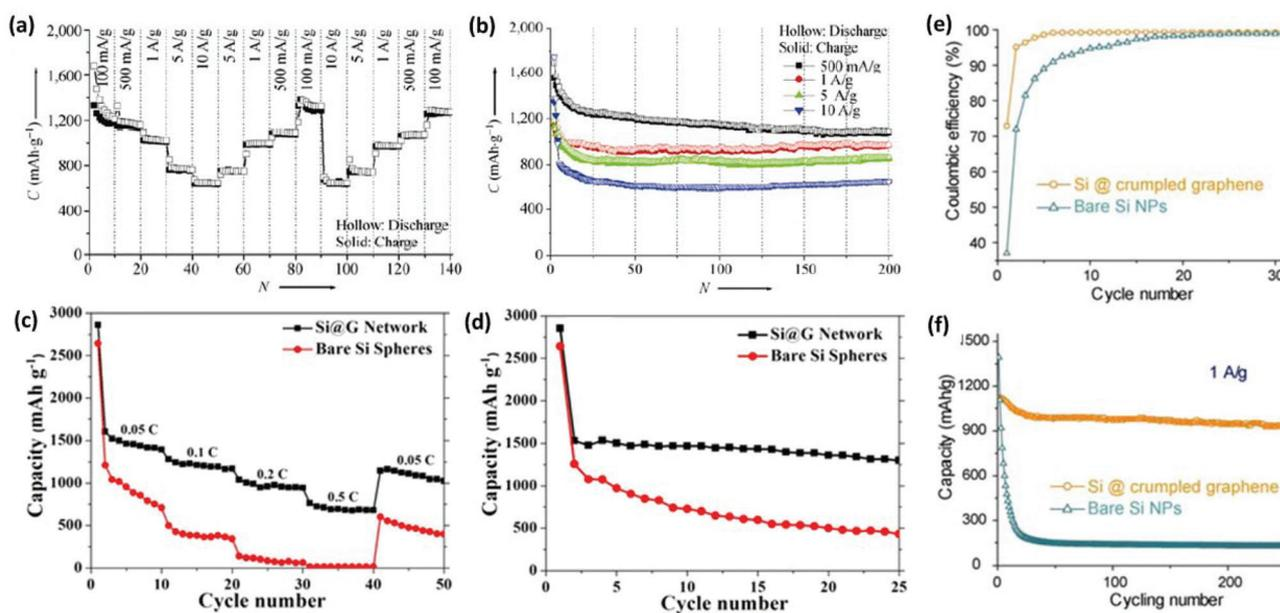 (a)
2,000
1,600
1200
800
400
0
C (mAh·g⁻¹)
100 mA/g
500 mA/g
1 A/g
5 A/g
10 A/g
5 A/g
1 A/g
500 mA/g
100 mA/g
10 A/g
5 A/g
1 A/g
500 mA/g
100 mA/g
Hollow: Discharge
Solid: Charge
0 20 40 60 80 100 120 140
N
(b)
2,000
1,600
1,200
800
400
0
C (mAh·g⁻¹)
Hollow: Discharge
Solid: Charge
500 mA/g
1 A/g
5 A/g
10 A/g
0 50 100 150 200
N
(e)
100
90
80
70
60
50
40
Coulombic efficiency (%)
Si @ crumpled graphene
Bare Si NPs
0 10 20 30
Cycle number
(c)
3000
2500
2000
1500
1000
500
0
Capacity (mAh g⁻¹)
Si@G Network
Bare Si Spheres
0.05 C
0.1 C
0.2 C
0.5 C
0.05 C
0 10 20 30 40 50
Cycle number
(d)
3000
2500
2000
1500
1000
500
0
Capacity (mAh g⁻¹)
Si@G Network
Bare Si Spheres
0 5 10 15 20 25
Cycle number
(f)
1500
1200
900
600
300
0
Capacity (mAh/g)
1 A/g
Si @ crumpled graphene
Bare Si NPs
0 100 200
Cycling number